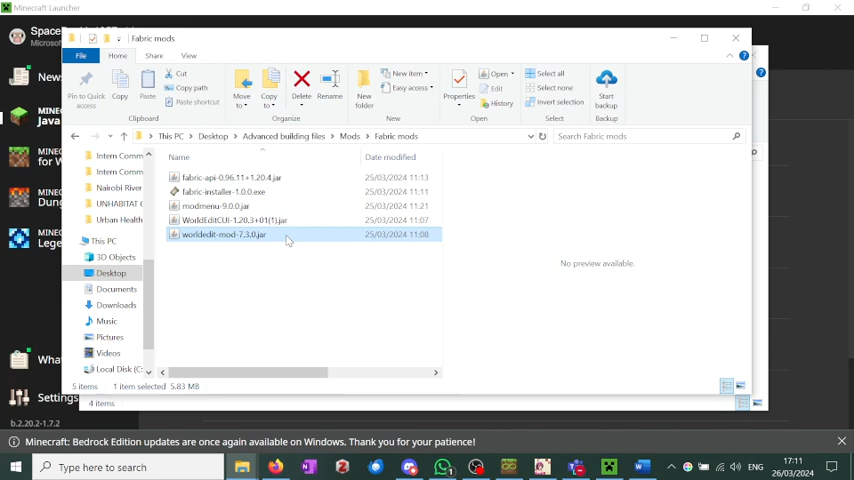 Minecraft Launcher
Fabric mods
File Home Share View
Pin to Quick access
Copy
Paste
Cut
Copy path
Paste shortcut
Clipboard
Move to
Copy to
Delete
Rename
Organize
New folder
New item
Easy access
New
Properties
Open
Edit
History
Open
Select all
Select none
Invert selection
Select
Start backup
Backup
This PC > Desktop > Advanced building files > Mods > Fabric mods
Search Fabric mods
Name Date modified
fabric-api-0.96.11+1.20.4.jar 25/03/2024 11:13
fabric-installer-1.0.0.exe 25/03/2024 11:11
modmenu-9.0.0.jar 25/03/2024 11:21
WorldEditCUI-1.20.3+01(1).jar 25/03/2024 11:07
worldedit-mod-7.3.0.jar 25/03/2024 11:08
No preview available.
Intern Comm
Intern Comm
Nairobi River
UNHABITAT
Urban Health
This PC
3D Objects
Desktop
Documents
Downloads
Music
Pictures
Videos
Local Disk (C:
5 items 1 item selected 5.83 MB
4 items
Microso
New
MINE
Java
MINE
for W
MINE
Dun
MINE
Lege
Wha
Settings
b.2.20.2-1.7.2
Minecraft: Bedrock Edition updates are once again available on Windows. Thank you for your patience!
Type here to search
ENG
17:11
26/03/2024